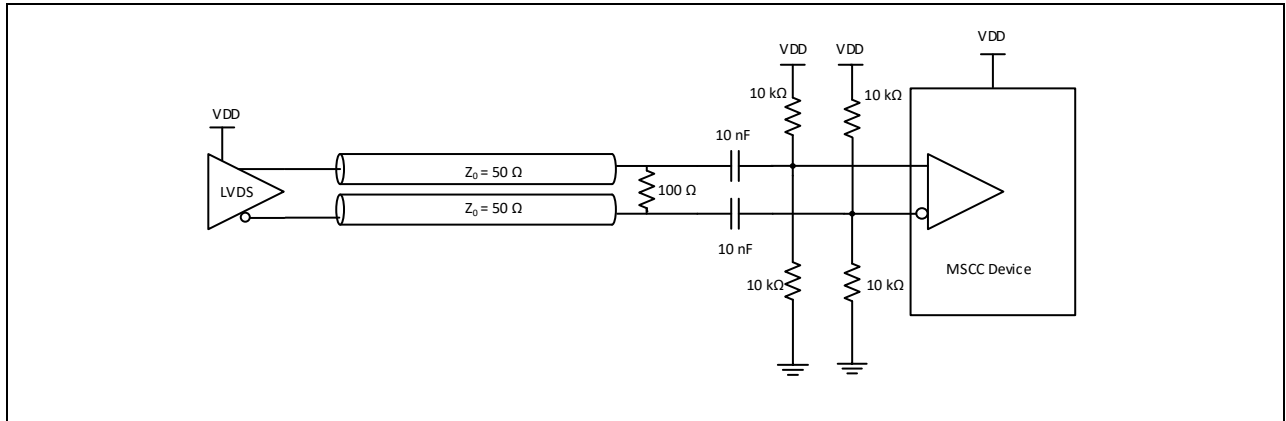 VDD
VDD
VDD
10 kΩ
10 kΩ
VDD
10 nF
LVDS
Z₀ = 50 Ω
100 Ω
Z₀ = 50 Ω
10 nF
MSCC Device
10 kΩ
10 kΩ